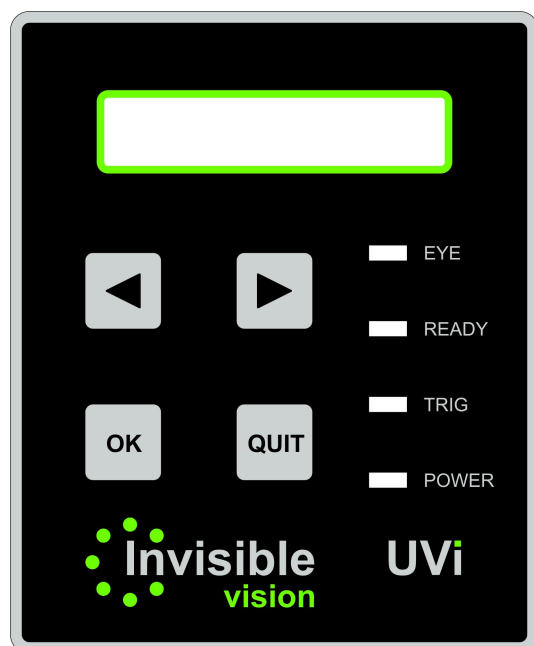 EYE
READY
TRIG
OK QUIT
POWER
Invisible UVi
vision